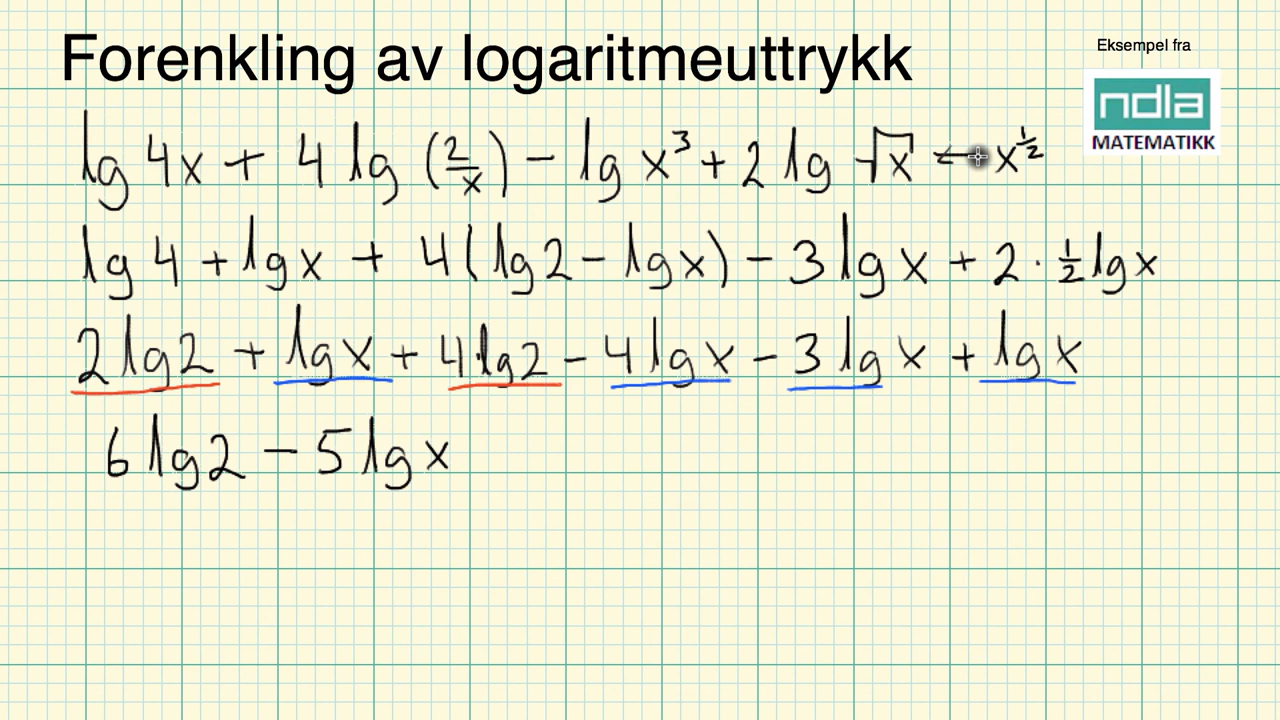 Forenkling av logaritmeuttrykk
Eksempel fra
ndla
MATEMATIKK
lg 4x + 4 lg (2/x) - lg x³ + 2 lg √x ← x^½
lg 4 + lg x + 4(lg 2 - lg x) - 3 lg x + 2 · ½ lg x
2 lg 2 + lg x + 4 · lg 2 - 4 lg x - 3 lg x + lg x
6 lg 2 - 5 lg x